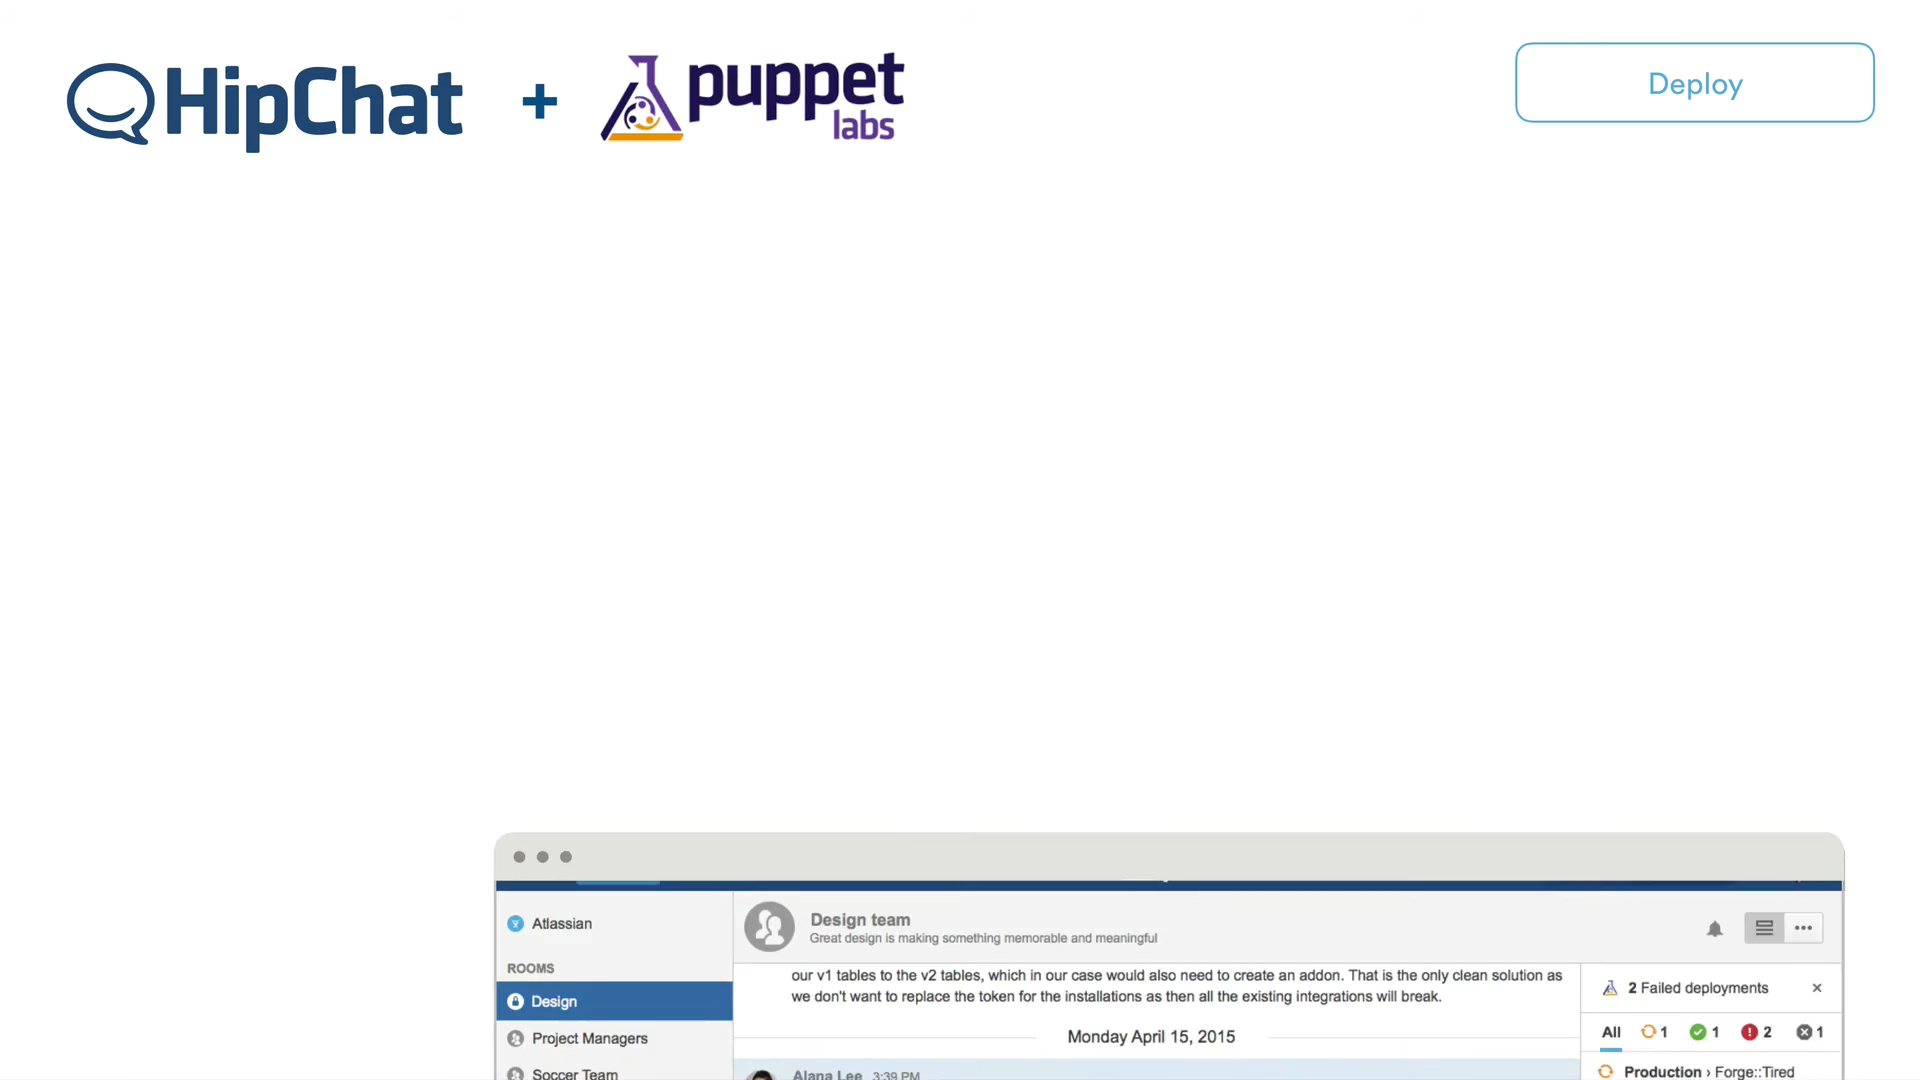 HipChat + puppet labs
Deploy
Atlassian
ROOMS
Design
Project Managers
Soccer Team
Design team
Great design is making something memorable and meaningful
our v1 tables to the v2 tables, which in our case would also need to create an addon. That is the only clean solution as
we don't want to replace the token for the installations as then all the existing integrations will break.
Monday April 15, 2015
Alana Lee 3:39 PM
2 Failed deployments
All 1 1 2 1
Production › Forge::Tired